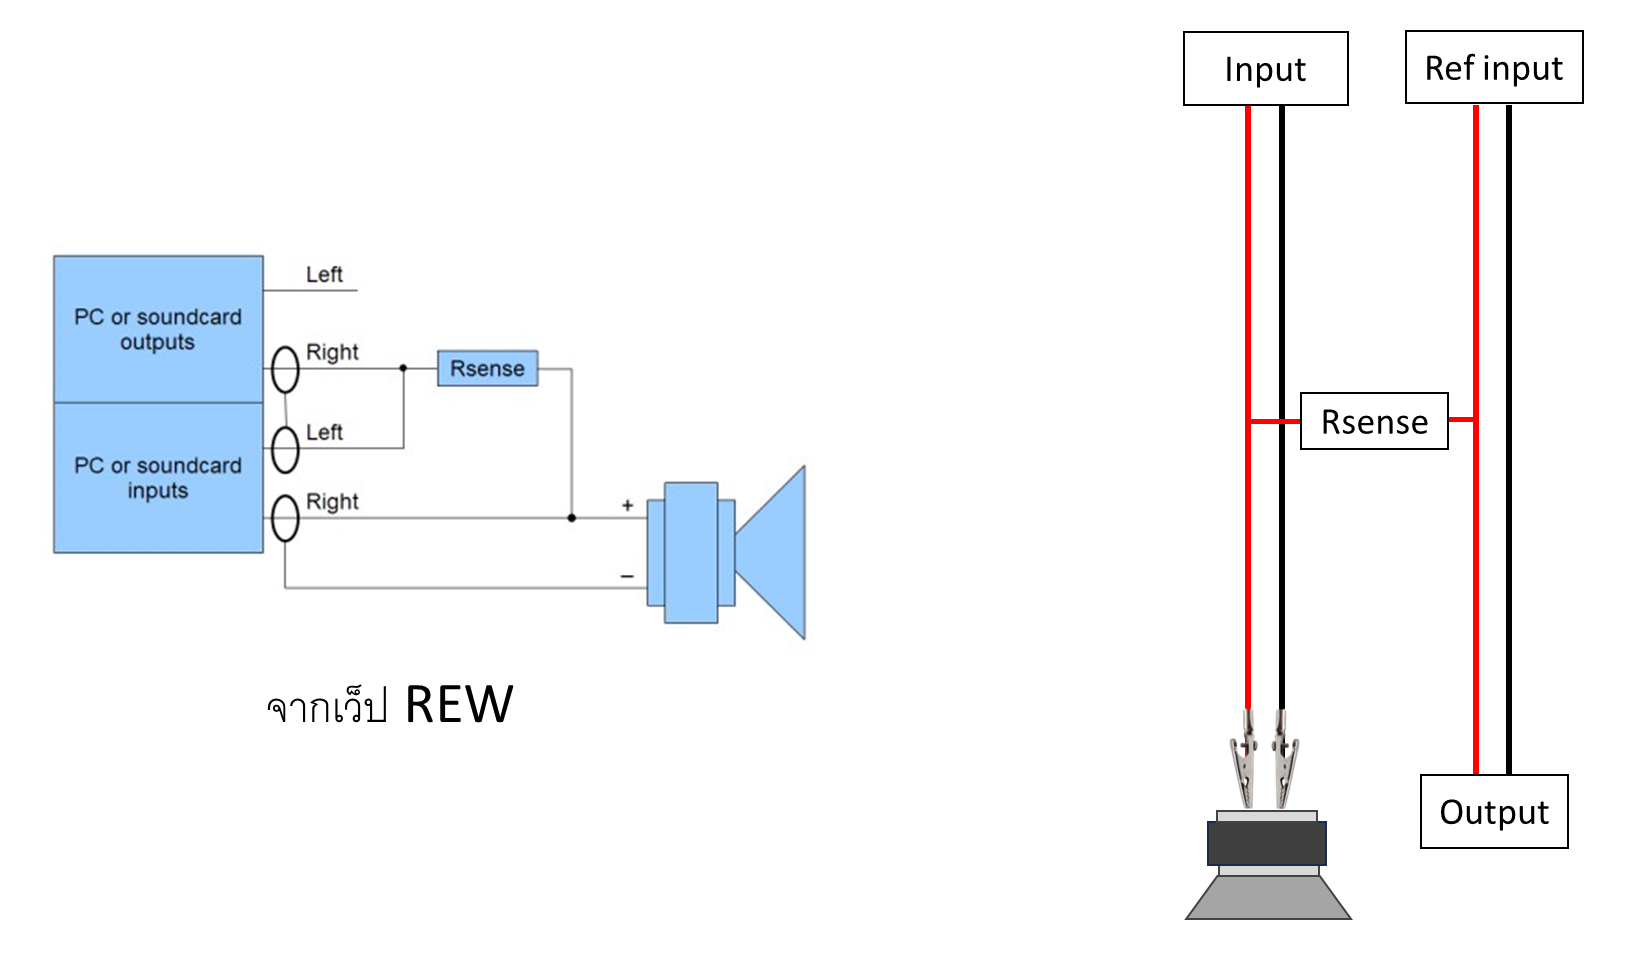 Left
PC or soundcard
outputs
Right
Rsense
Left
PC or soundcard
inputs
Right
+
–
จากเว็ป REW
Input
Ref input
Rsense
Output